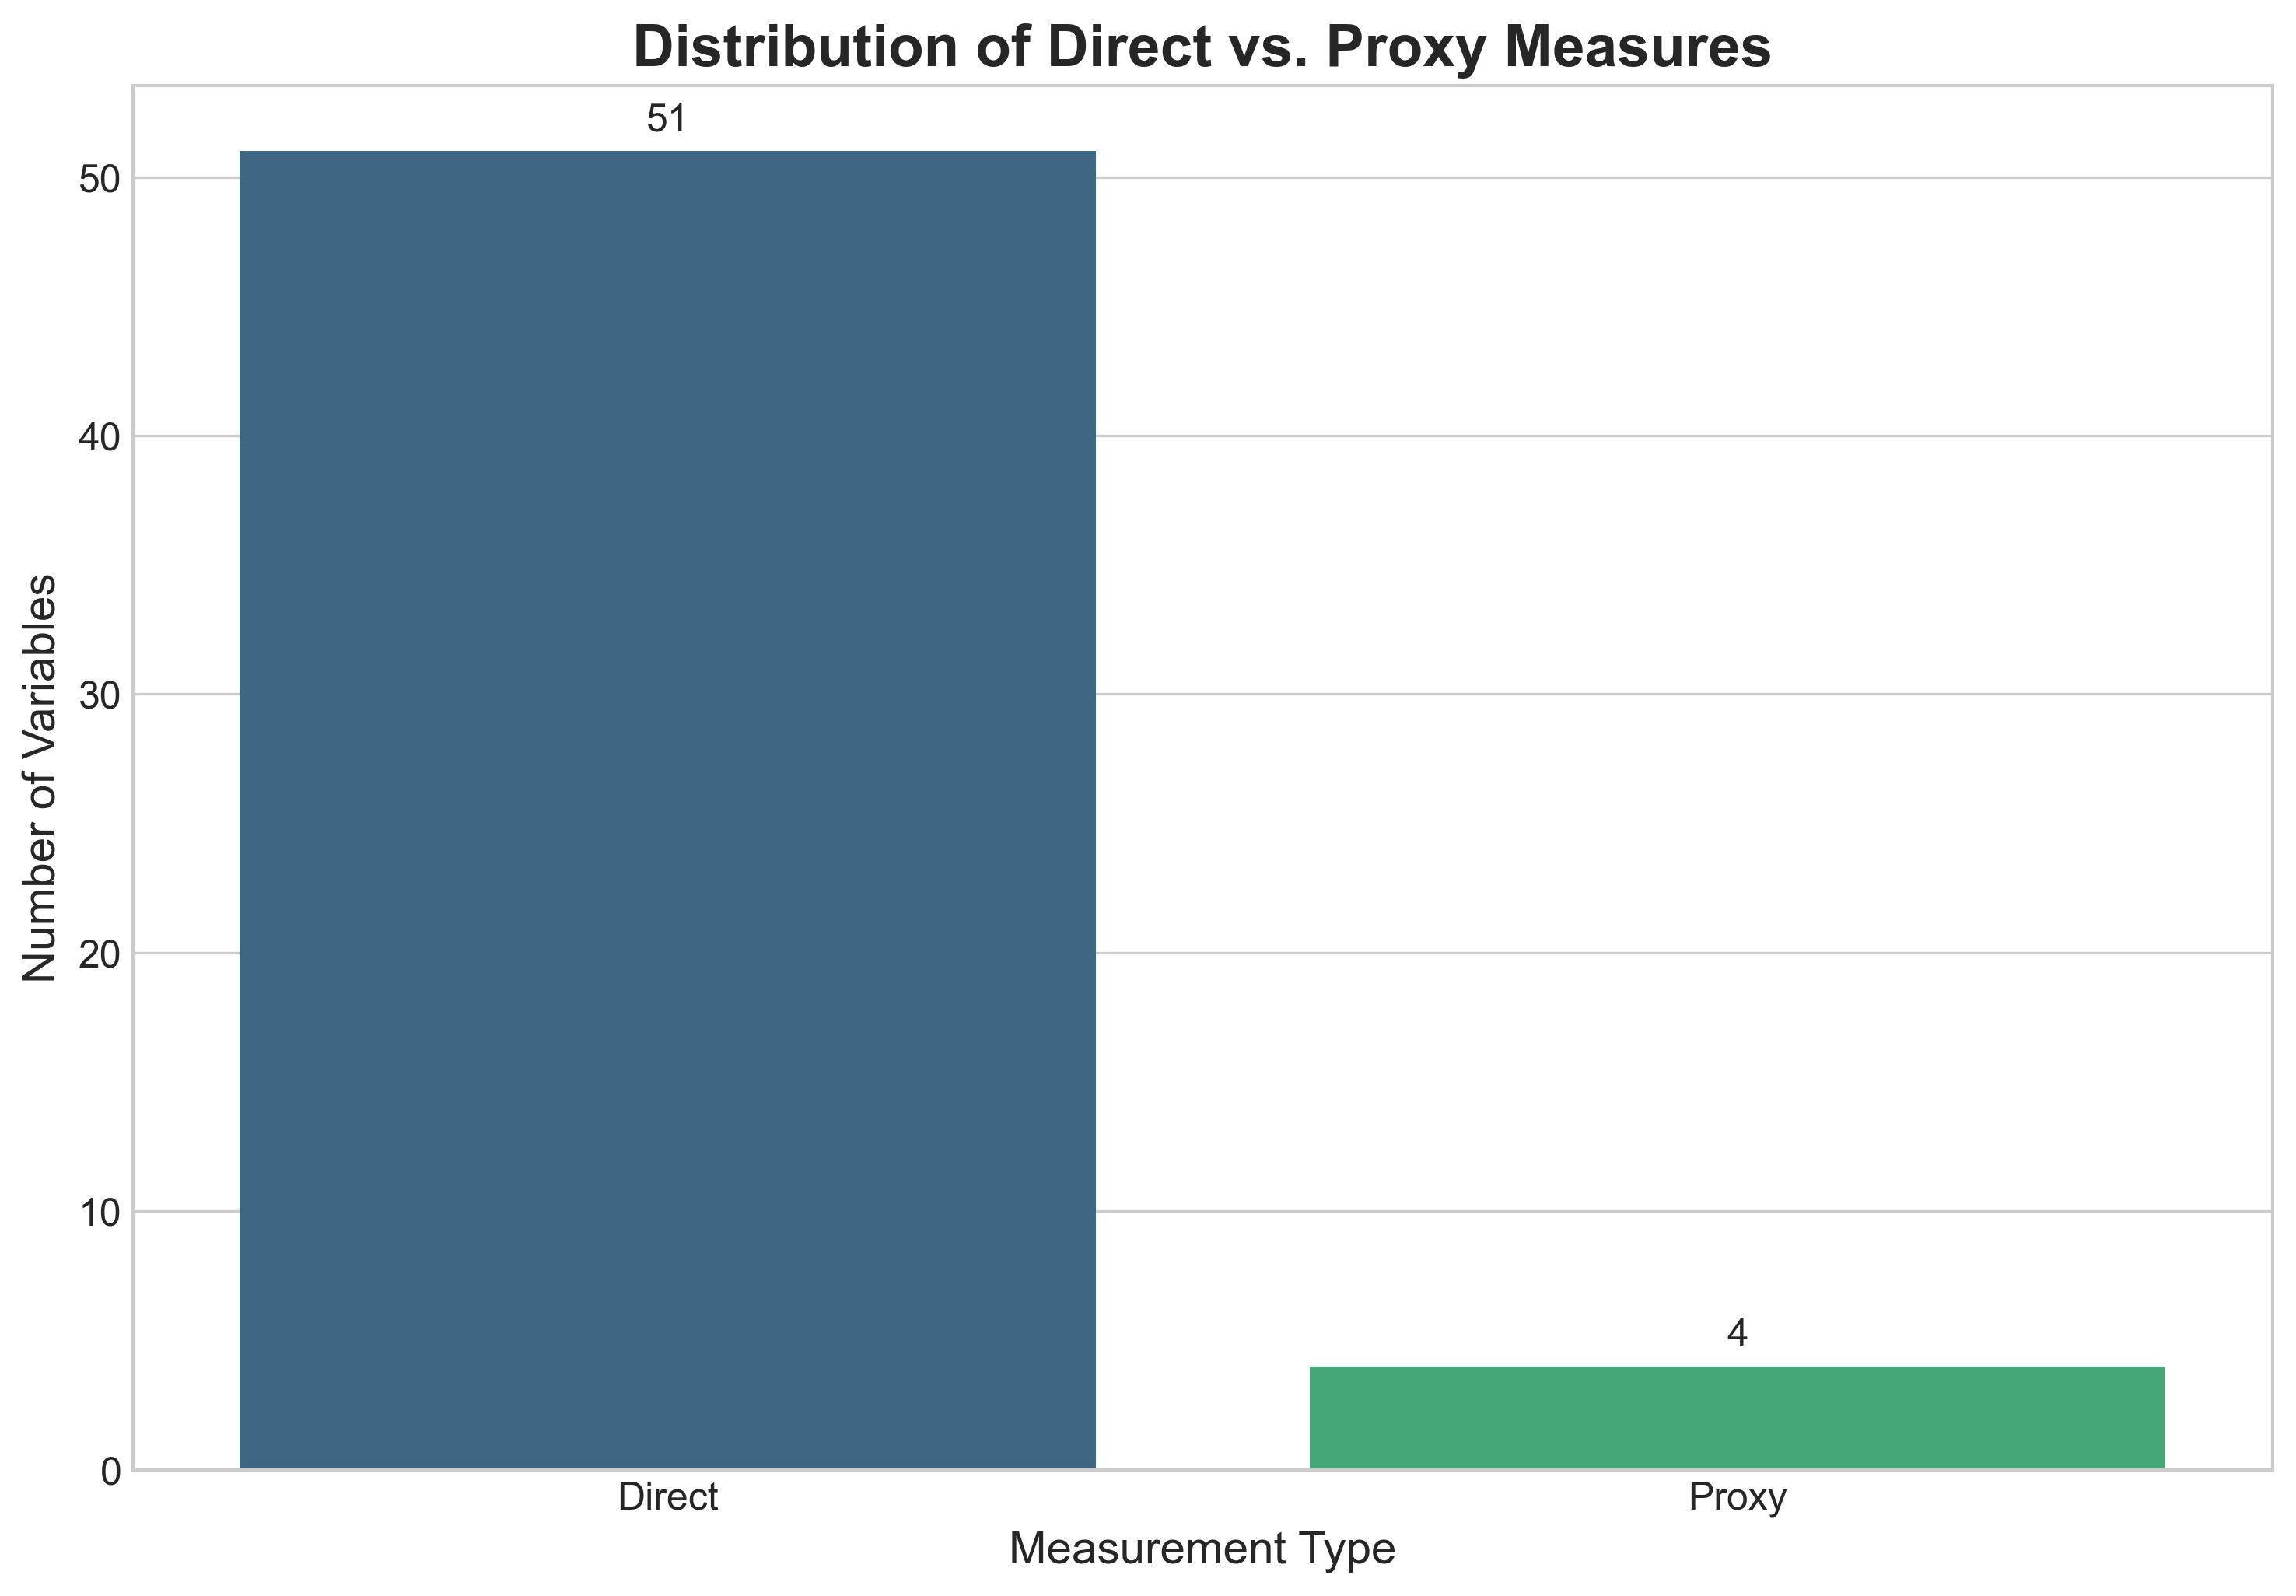 Distribution of Direct vs. Proxy Measures
51
50
40
30
20
10
0
4
Number of Variables
Direct
Proxy
Measurement Type